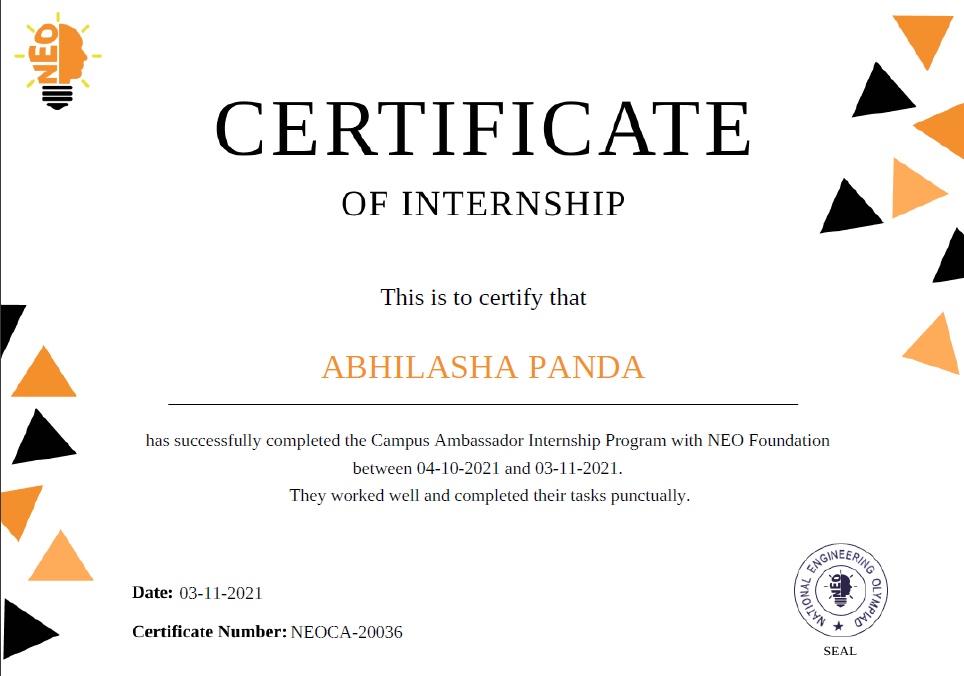 NEO
CERTIFICATE
OF INTERNSHIP
This is to certify that
ABHILASHA PANDA
has successfully completed the Campus Ambassador Internship Program with NEO Foundation
between 04-10-2021 and 03-11-2021.
They worked well and completed their tasks punctually.
Date: 03-11-2021
Certificate Number: NEOCA-20036
NATIONAL ENGINEERING OLYMPIAD
NEO
SEAL